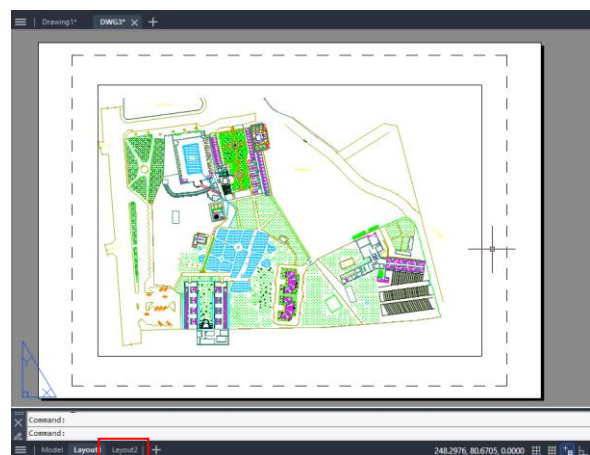 Drawing1*
DWG3*
Command:
Command:
Model Layout1 Layout2
248.2976, 80.6705, 0.0000